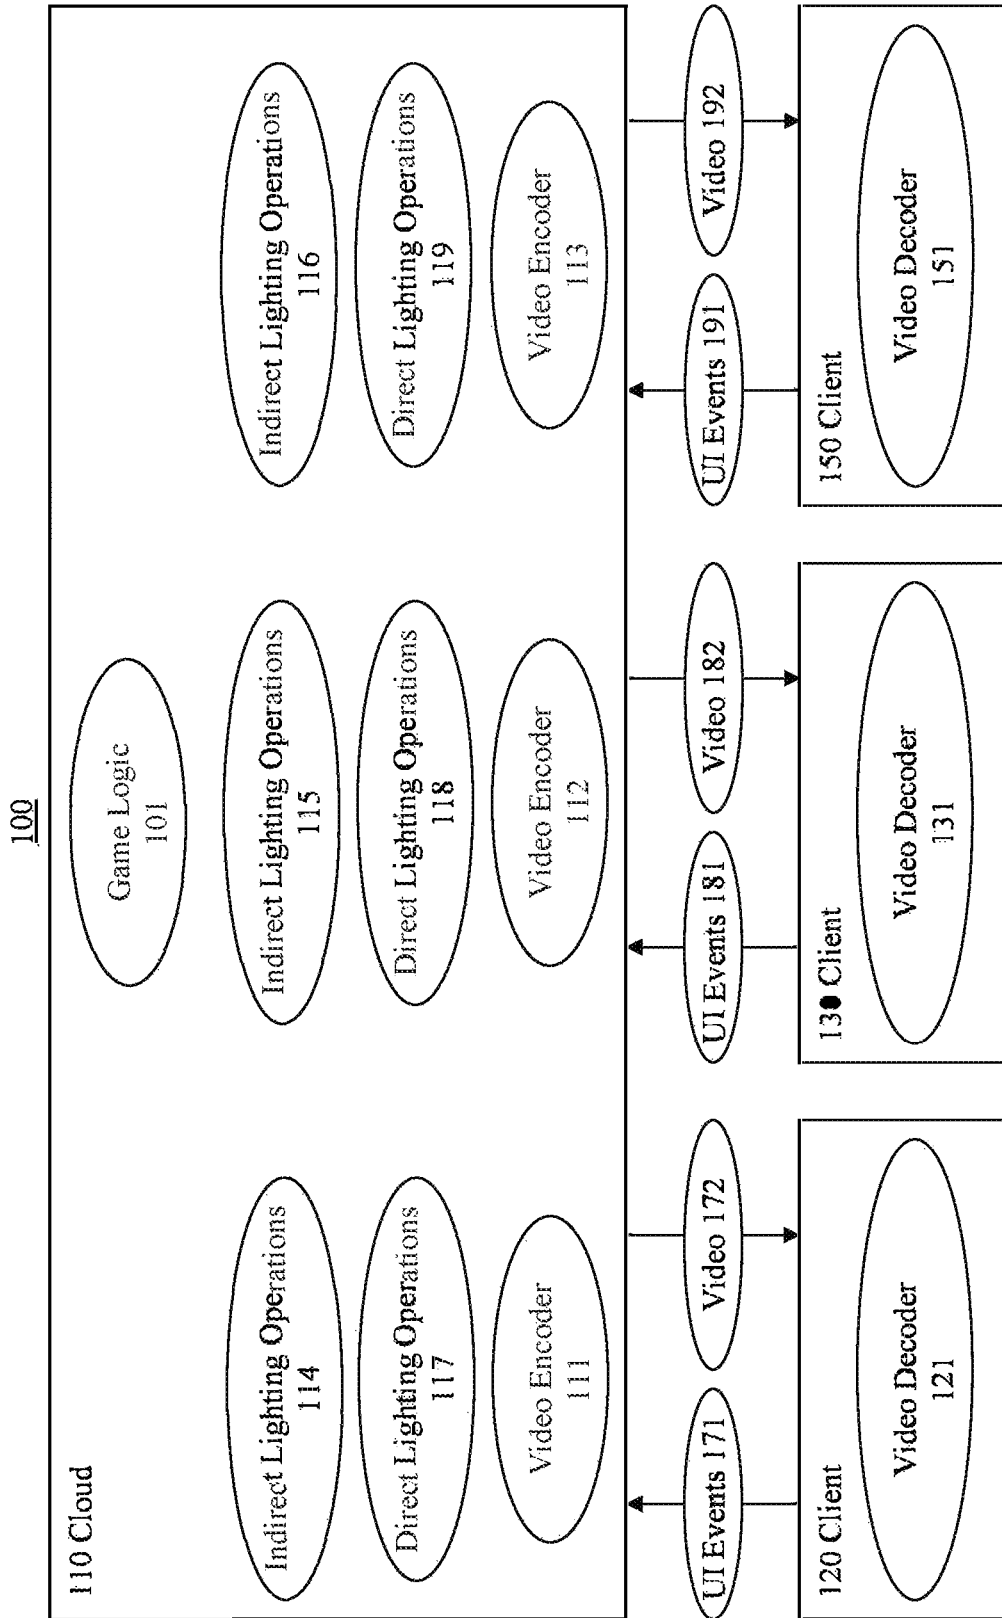 100
110 Cloud
Game Logic
101
Indirect Lighting Operations
114
Indirect Lighting Operations
115
Indirect Lighting Operations
116
Direct Lighting Operations
117
Direct Lighting Operations
118
Direct Lighting Operations
119
Video Encoder
111
Video Encoder
112
Video Encoder
113
UI Events 171
Video 172
UI Events 181
Video 182
UI Events 191
Video 192
120 Client
Video Decoder
121
130 Client
Video Decoder
131
150 Client
Video Decoder
151